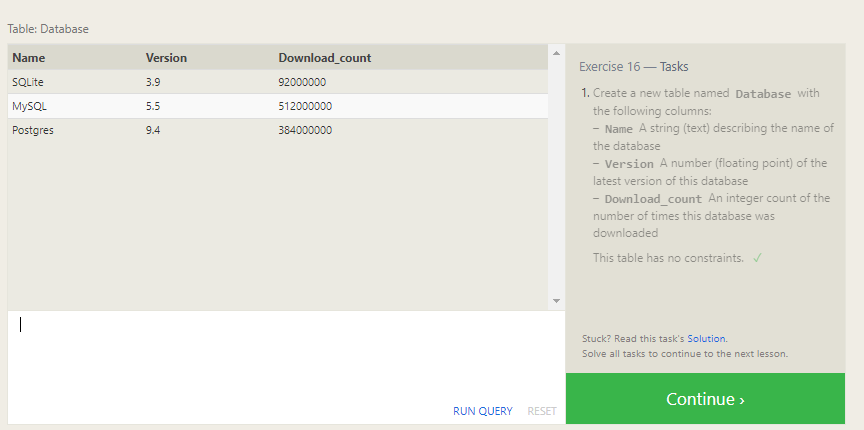 Table: Database
Name Version Download_count
SQLite 3.9 92000000
MySQL 5.5 512000000
Postgres 9.4 384000000
RUN QUERY RESET
Exercise 16 — Tasks
1. Create a new table named Database with
the following columns:
– Name A string (text) describing the name of
the database
– Version A number (floating point) of the
latest version of this database
– Download_count An integer count of the
number of times this database was
downloaded
This table has no constraints. ✓
Stuck? Read this task's Solution.
Solve all tasks to continue to the next lesson.
Continue ›